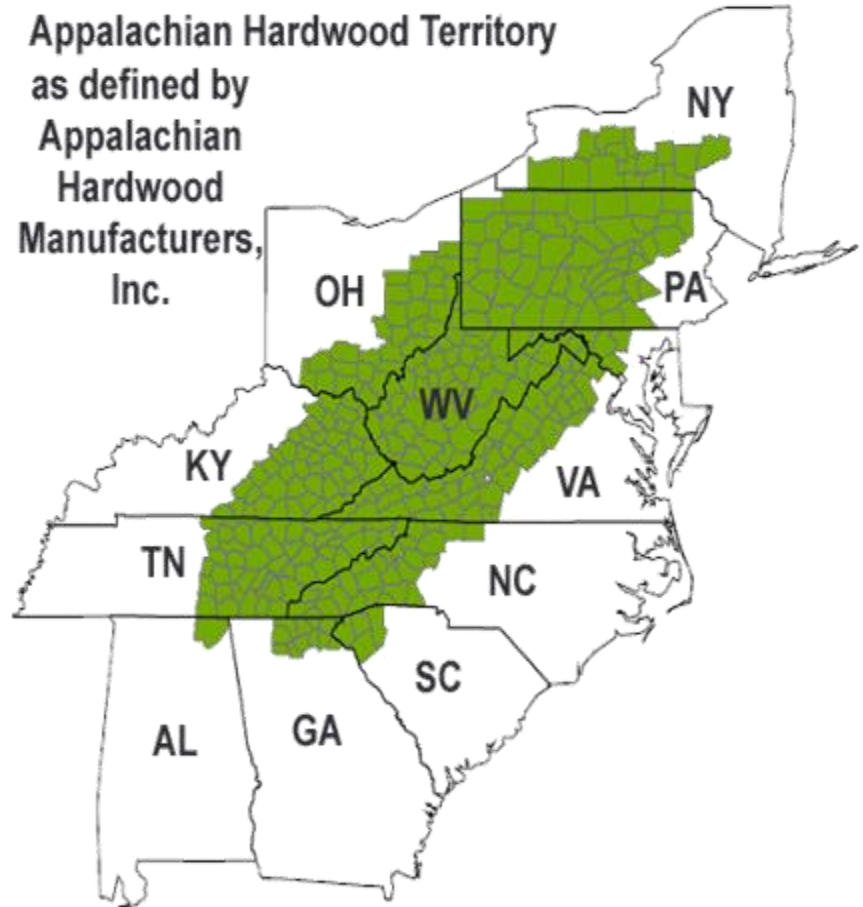 Appalachian Hardwood Territory
as defined by
Appalachian
Hardwood
Manufacturers,
Inc.
NY
OH
PA
WV
KY
VA
TN
NC
SC
AL
GA